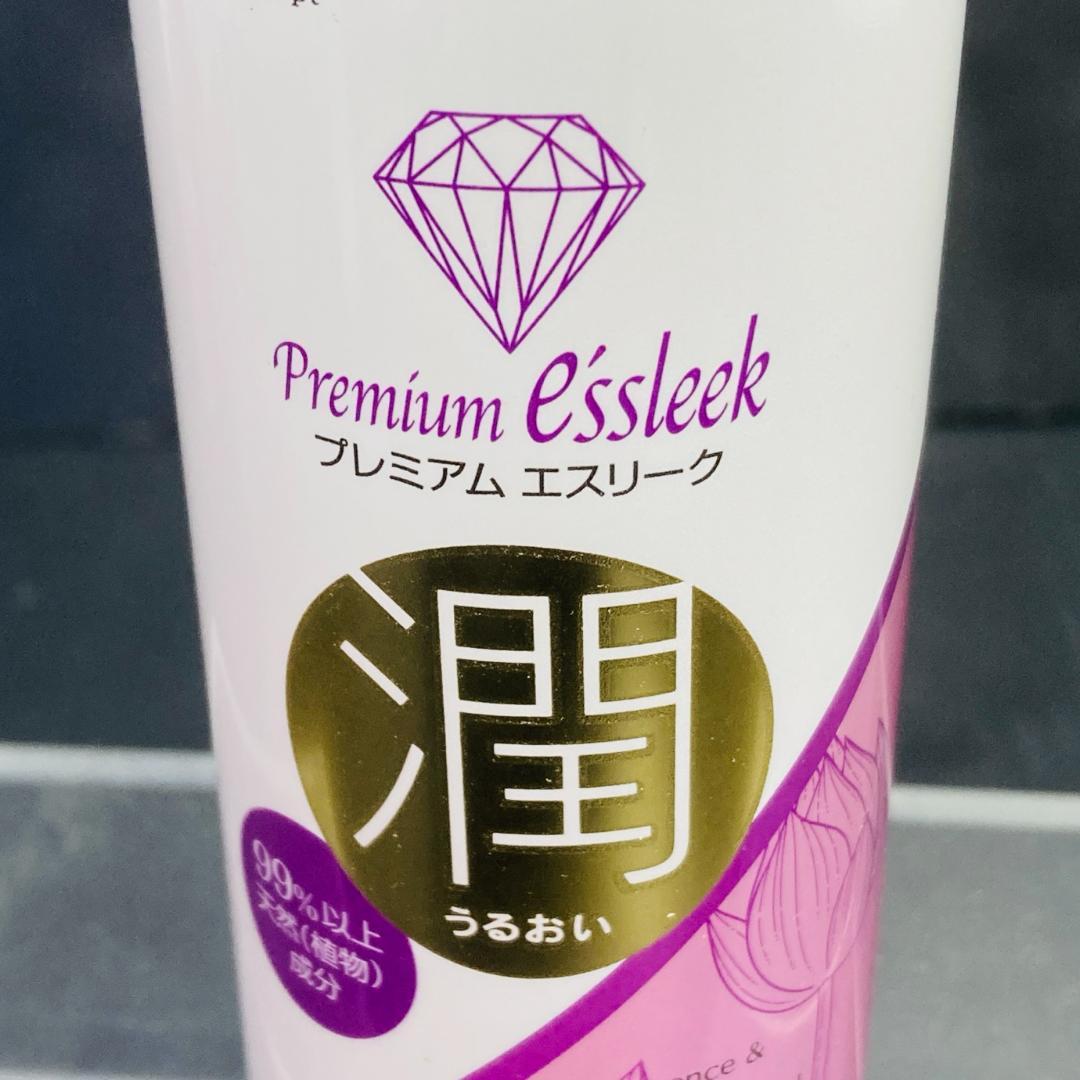 Premium e'ssleek
プレミアム エスリーク
潤
うるおい
99%以上
天然(植物)
成分
&